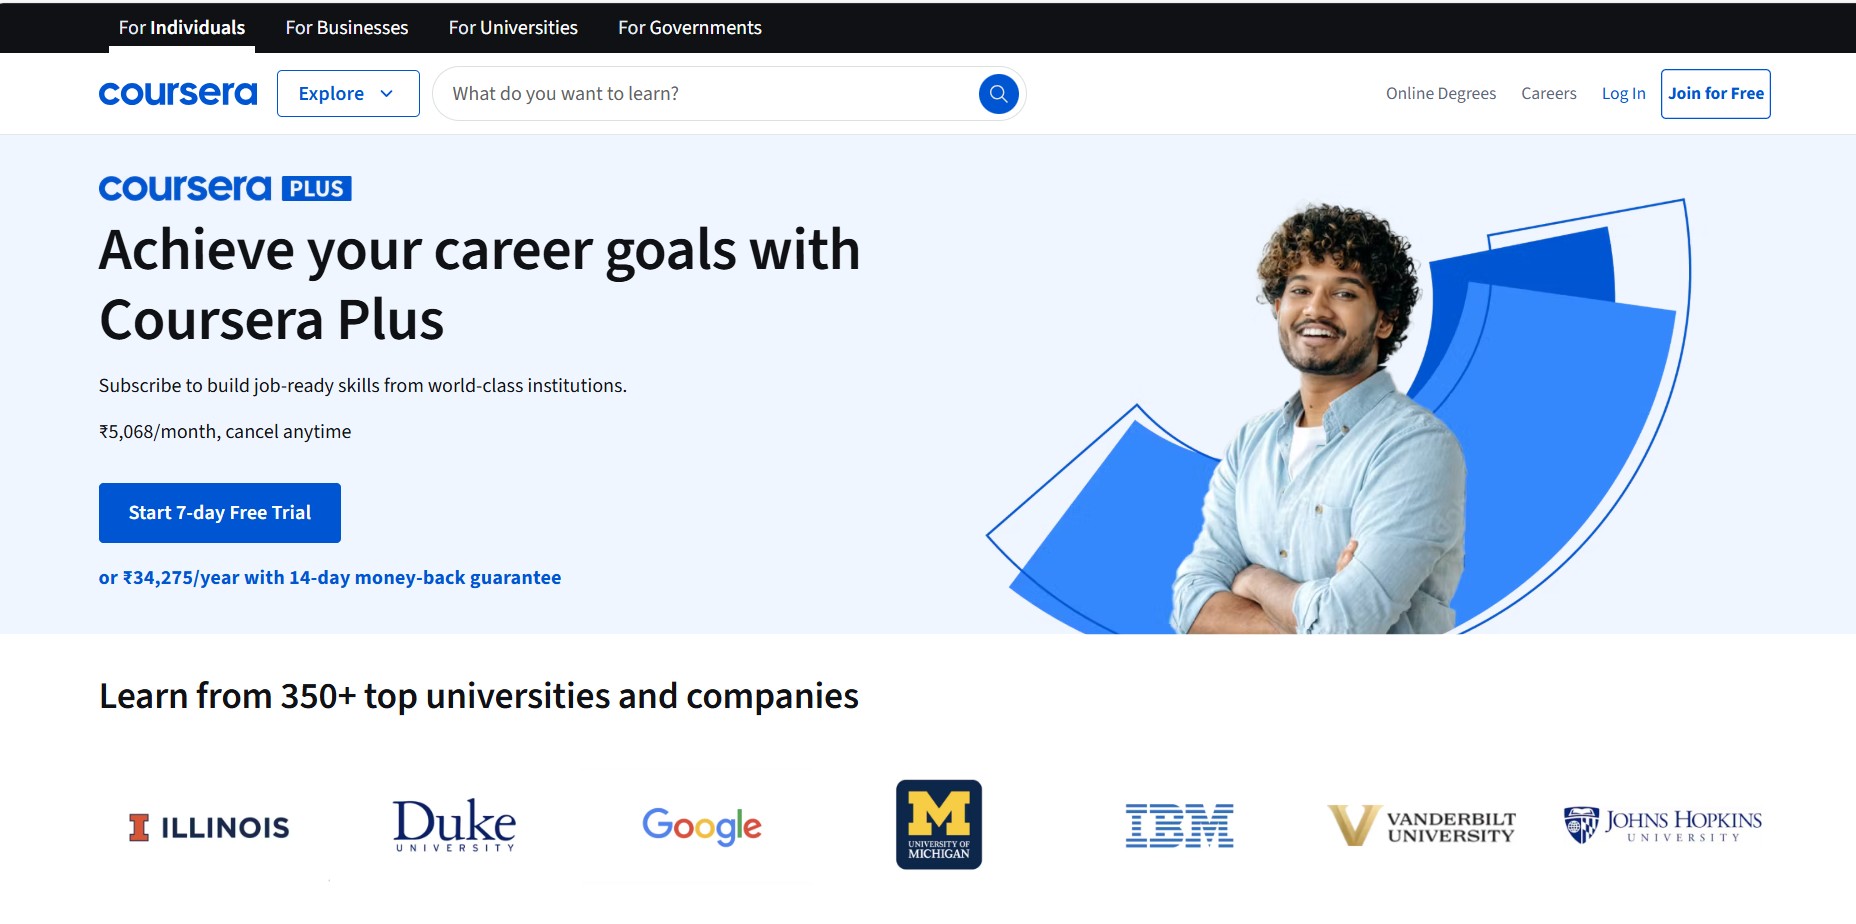 For Individuals For Businesses For Universities For Governments
coursera Explore What do you want to learn? Online Degrees Careers Log In Join for Free
coursera PLUS
Achieve your career goals with
Coursera Plus
Subscribe to build job-ready skills from world-class institutions.
₹5,068/month, cancel anytime
Start 7-day Free Trial
or ₹34,275/year with 14-day money-back guarantee
Learn from 350+ top universities and companies
I ILLINOIS
Duke
UNIVERSITY
Google
M
UNIVERSITY OF
MICHIGAN
IBM
V VANDERBILT
UNIVERSITY
JOHNS HOPKINS
UNIVERSITY